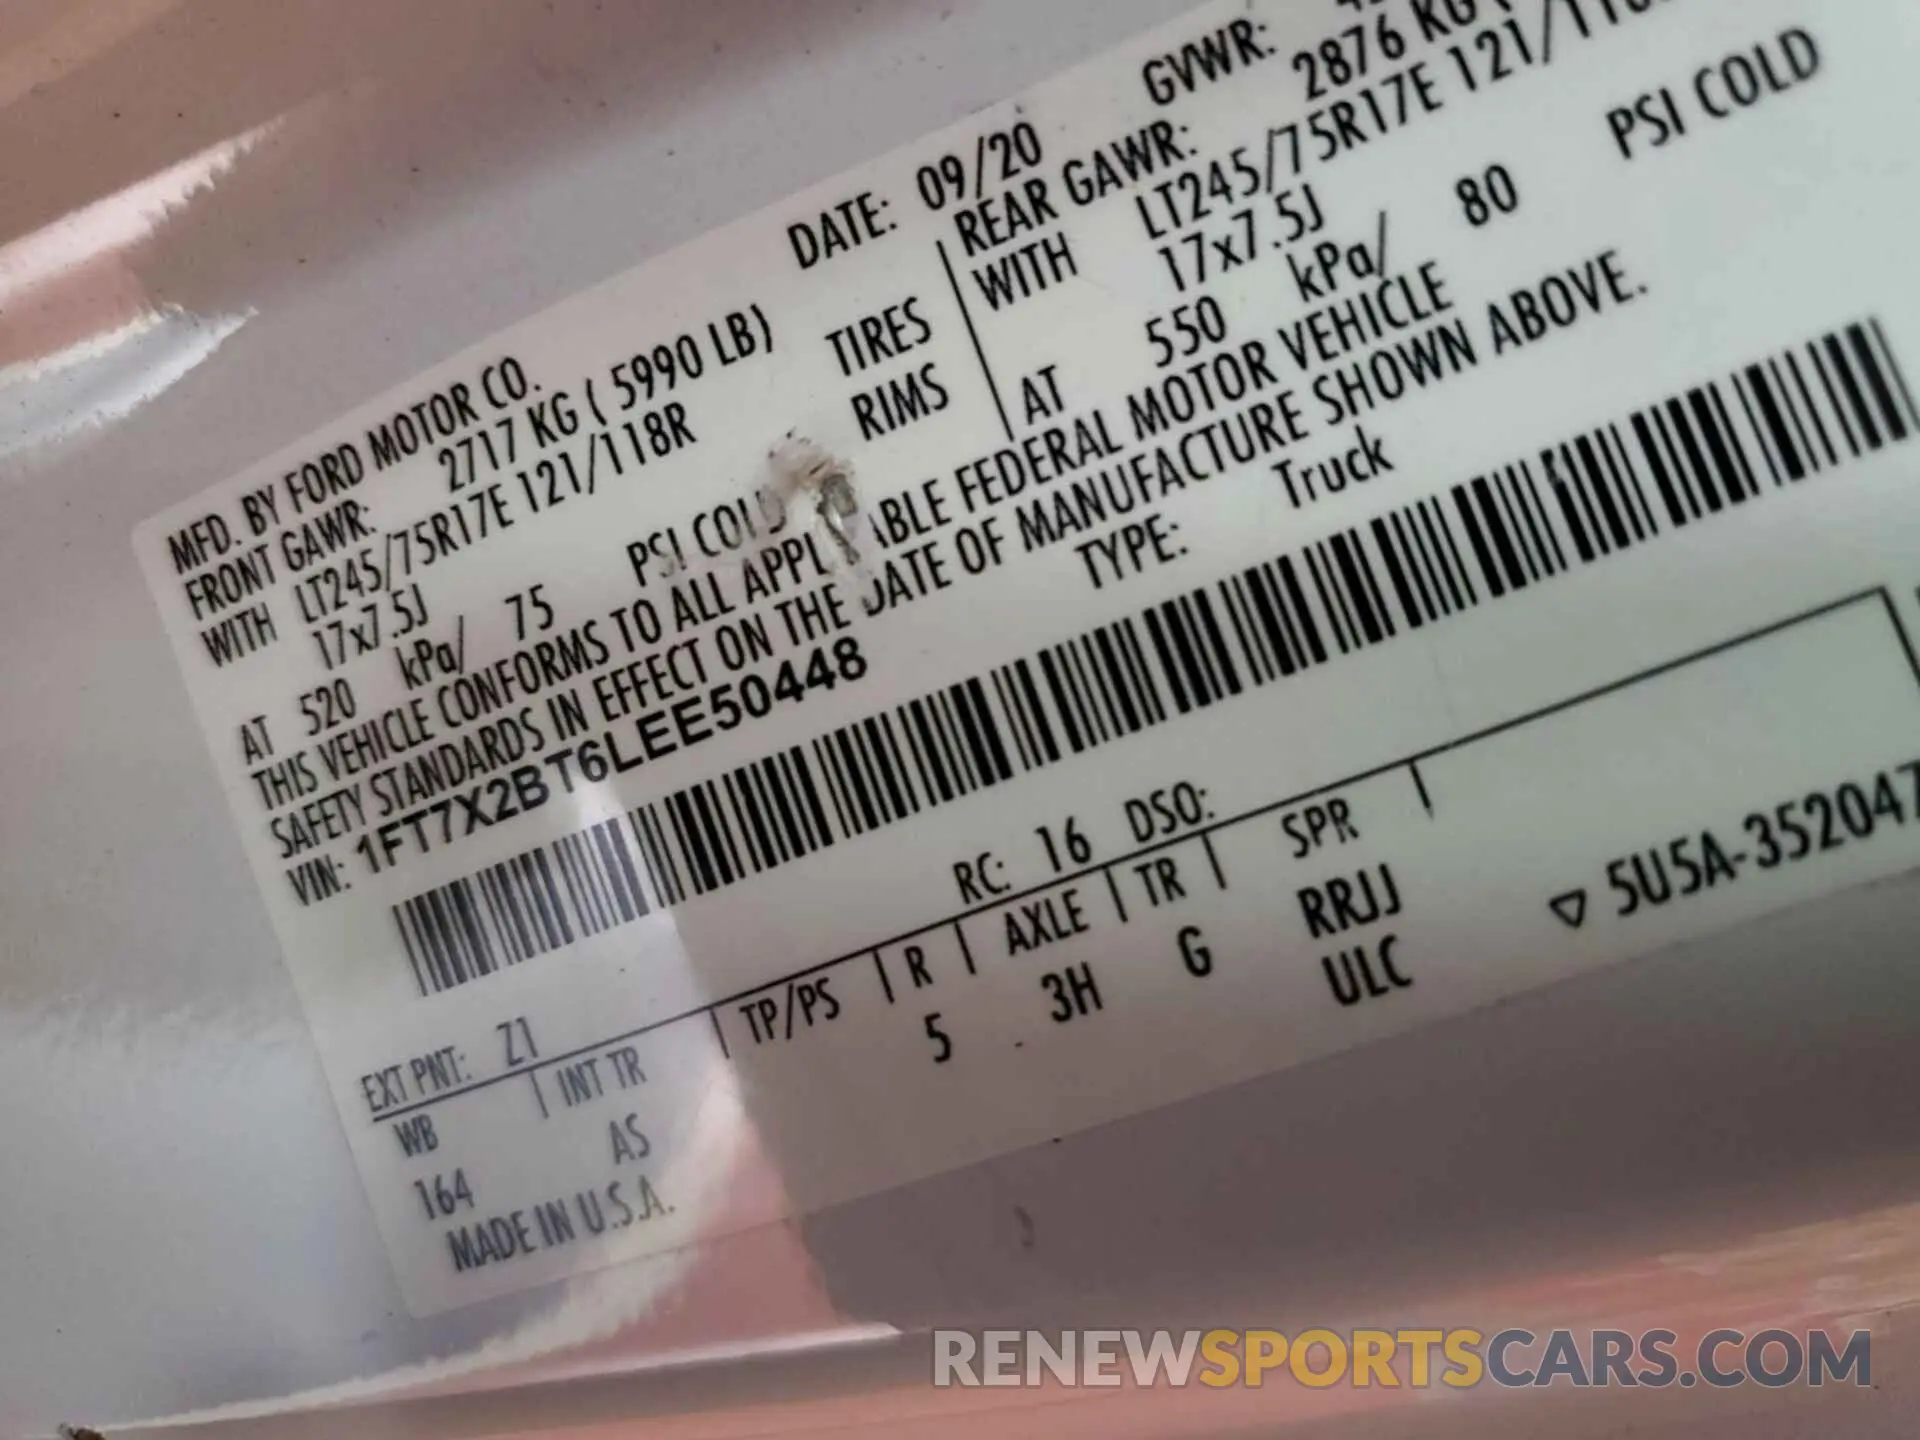 MFD. BY FORD MOTOR CO. DATE: 09/20 GVWR:
FRONT GAWR: 2717 KG ( 5990 LB) REAR GAWR: 2876 KG (
WITH LT245/75R17E 121/118R TIRES WITH LT245/75R17E 121/
17x7.5J RIMS 17x7.5J
AT 520 kPa/ 75 PSI COLD AT 550 kPa/ 80 PSI COLD
THIS VEHICLE CONFORMS TO ALL FEDERAL MOTOR VEHICLE
SAFETY STANDARDS IN EFFECT ON THE DATE OF MANUFACTURE SHOWN ABOVE.
VIN: 1FT7X2BT6LEE50448 TYPE: Truck
EXT PNT: Z1 RC: 16 DSO:
WB INT TR TP/PS R AXLE TR SPR
164 AS 5 3H G RRJJ
ULC
MADE IN U.S.A. 5U5A-352047
RENEWSPORTSCARS.COM